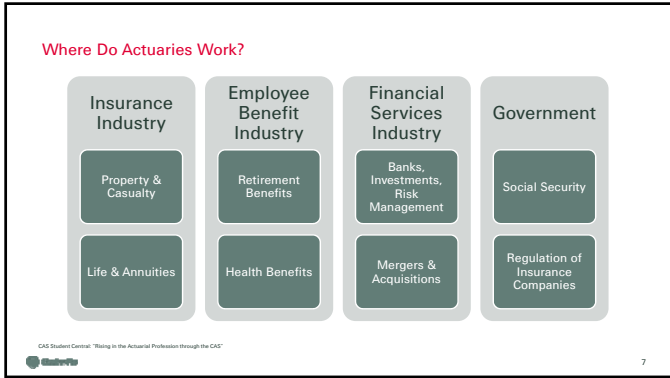 Where Do Actuaries Work?
Insurance
Industry
Property &
Casualty
Life & Annuities
Employee
Benefit
Industry
Retirement
Benefits
Health Benefits
Financial
Services
Industry
Banks,
Investments,
Risk
Management
Mergers &
Acquisitions
Government
Social Security
Regulation of
Insurance
Companies
CAS Student Central: "Rising in the Actuarial Profession through the CAS"
7